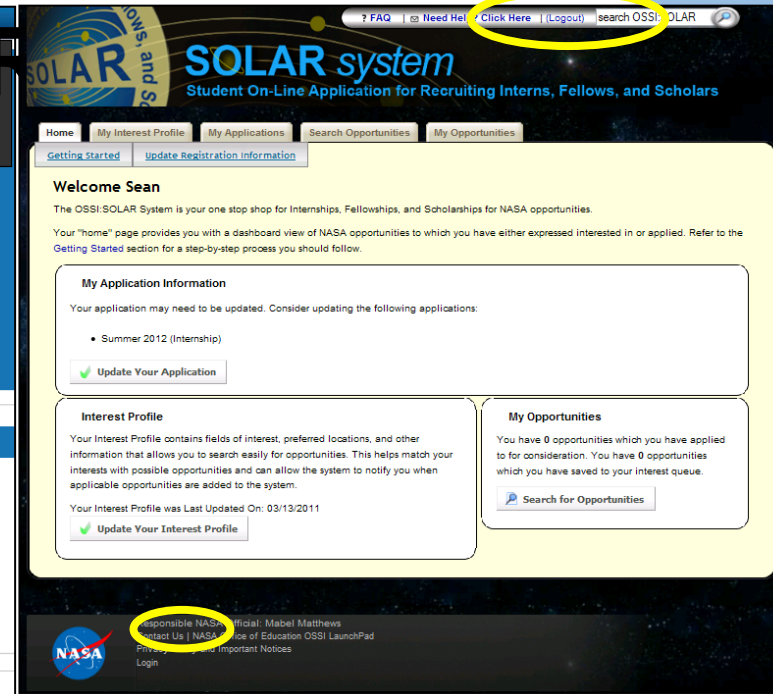 ? FAQ | Need Help Click Here | (Logout) search OSSI:SOLAR
SOLAR
ows, and Sc
SOLAR system
Student On-Line Application for Recruiting Interns, Fellows, and Scholars
Home My Interest Profile My Applications Search Opportunities My Opportunities
Getting Started Update Registration Information
Welcome Sean
The OSSI:SOLAR System is your one stop shop for Internships, Fellowships, and Scholarships for NASA opportunities.
Your "home" page provides you with a dashboard view of NASA opportunities to which you have either expressed interested in or applied. Refer to the
Getting Started section for a step-by-step process you should follow.
My Application Information
Your application may need to be updated. Consider updating the following applications:
• Summer 2012 (Internship)
Update Your Application
Interest Profile
Your Interest Profile contains fields of interest, preferred locations, and other
information that allows you to search easily for opportunities. This helps match your
interests with possible opportunities and can allow the system to notify you when
applicable opportunities are added to the system.
Your Interest Profile was Last Updated On: 03/13/2011
Update Your Interest Profile
My Opportunities
You have 0 opportunities which you have applied
to for consideration. You have 0 opportunities
which you have saved to your interest queue.
Search for Opportunities
NASA
Responsible NASA Official: Mabel Matthews
Contact Us | NASA Office of Education OSSI LaunchPad
Privacy Policy and Important Notices
Login